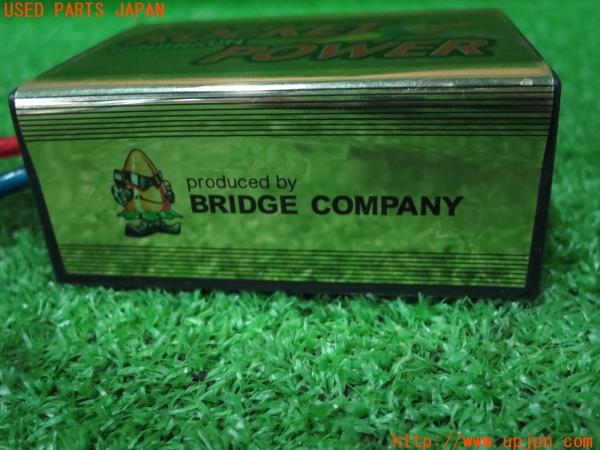 USED PARTS JAPAN
POWER
produced by
BRIDGE COMPANY
http://www.upjpn.com